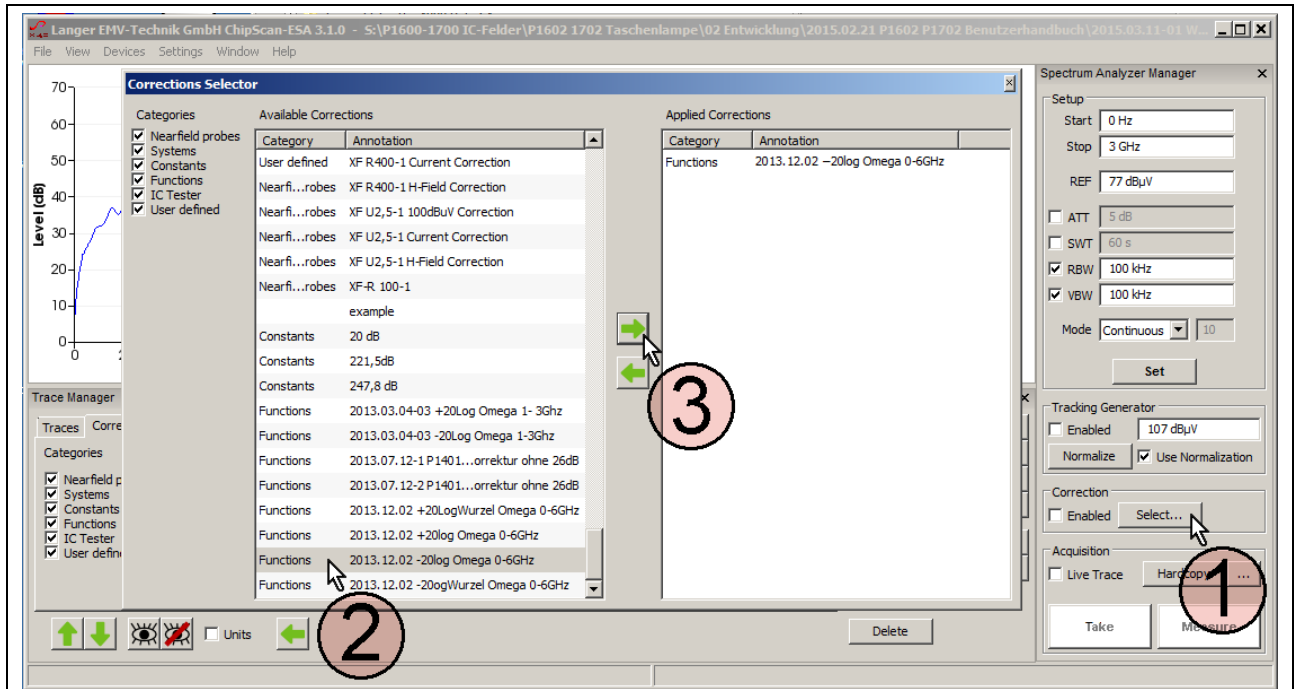 Langer EMV-Technik GmbH ChipScan-ESA 3.1.0 - S:\P1600-1700 IC-Felder\P1602 1702 Taschenlampe\02 Entwicklung\2015.02.21 P1602 P1702 Benutzerhandbuch\2015.03.11-01 W...
File View Devices Settings Window Help
70
60
50
40
30
20
10
0
0
Level (dB)
Corrections Selector
Categories
Nearfield probes
Systems
Constants
Functions
IC Tester
User defined
Available Corrections
Category Annotation
User defined XF R400-1 Current Correction
Nearfi...robes XF R400-1 H-Field Correction
Nearfi...robes XF U2,5-1 100dBuV Correction
Nearfi...robes XF U2,5-1 Current Correction
Nearfi...robes XF U2,5-1 H-Field Correction
Nearfi...robes XF-R 100-1
example
Constants 20 dB
Constants 221,5dB
Constants 247,8 dB
Functions 2013.03.04-03 +20Log Omega 1- 3Ghz
Functions 2013.03.04-03 -20Log Omega 1-3Ghz
Functions 2013.07.12-1 P1401...orrektur ohne 26dB
Functions 2013.07.12-2 P1401...orrektur ohne 26dB
Functions 2013.12.02 +20LogWurzel Omega 0-6GHz
Functions 2013.12.02 +20log Omega 0-6GHz
Functions 2013.12.02 -20log Omega 0-6GHz
Functions 2013.12.02 -20ogWurzel Omega 0-6GHz
2
3
Applied Corrections
Category Annotation
Functions 2013.12.02 –20log Omega 0-6GHz
Trace Manager
Traces Corre
Categories
Nearfield p
Systems
Constants
Functions
IC Tester
User defin
Units
Delete
Spectrum Analyzer Manager
Setup
Start 0 Hz
Stop 3 GHz
REF 77 dBµV
ATT 5 dB
SWT 60 s
RBW 100 kHz
VBW 100 kHz
Mode Continuous 10
Set
Tracking Generator
Enabled 107 dBµV
Normalize Use Normalization
Correction
Enabled Select...
Acquisition
Live Trace Hardcopy ...
1
Take Measure